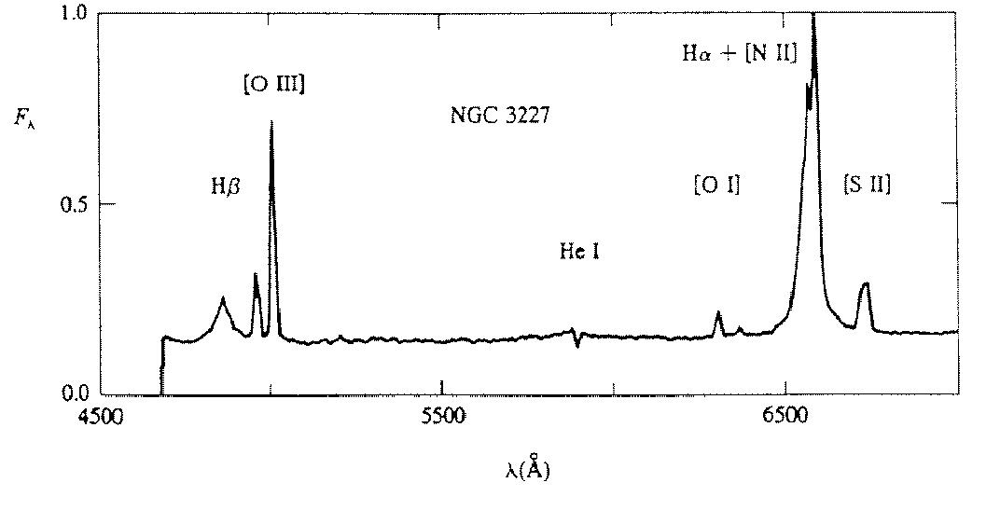 1.0
Hα + [N II]
[O III]
F_λ
NGC 3227
Hβ
[O I]
[S II]
0.5
He I
0.0
4500
5500
6500
λ(Å)